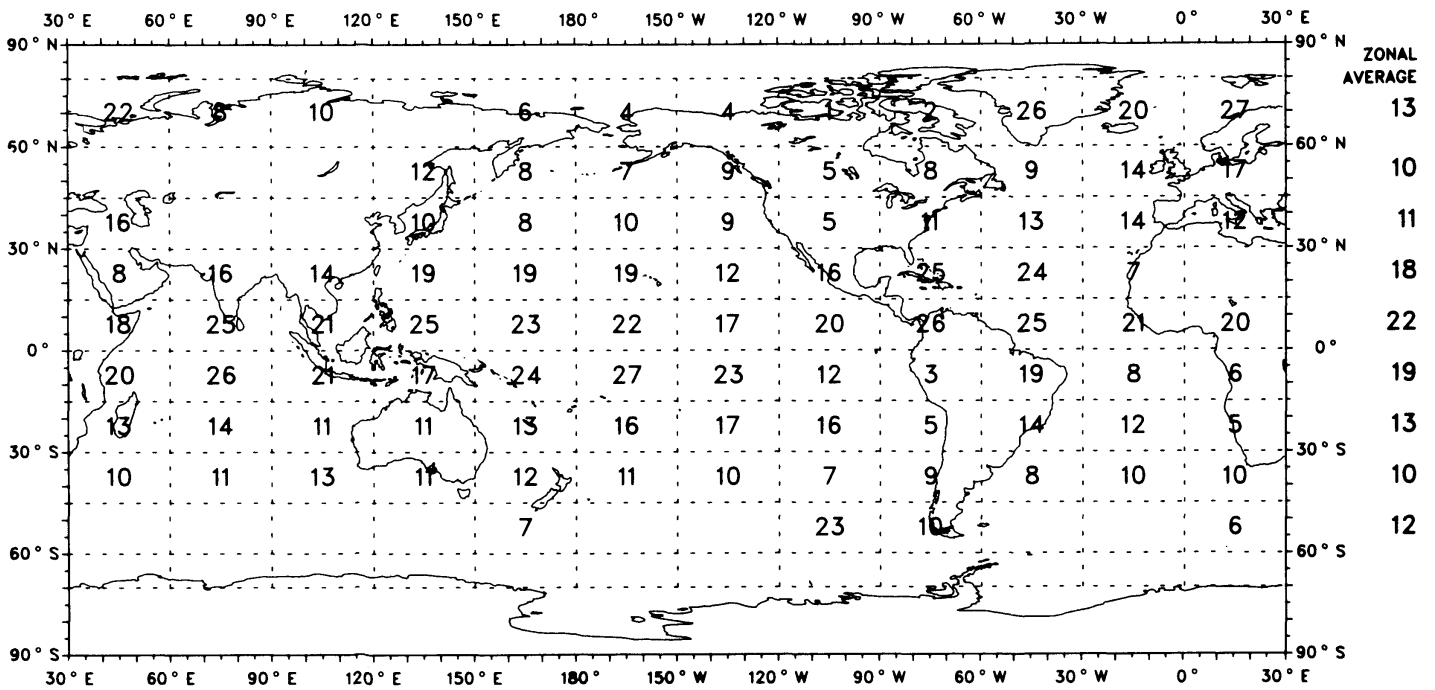 30° E 60° E 90° E 120° E 150° E 180° 150° W 120° W 90° W 60° W 30° W 0° 30° E
90° N 90° N
ZONAL
AVERAGE
22 8 10 6 4 4 1 2 26 20 27 13
60° N 60° N
12 8 7 9 5 8 9 14 17 10
16 10 8 10 9 5 11 13 14 12 11
30° N 30° N
8 16 14 19 19 19 12 16 25 24 7 18
18 25 21 25 23 22 17 20 26 25 21 20 22
0° 0°
20 26 21 17 24 27 23 12 3 19 8 6 19
13 14 11 11 13 16 17 16 5 14 12 5 13
30° S 30° S
10 11 13 11 12 11 10 7 9 8 10 10 10
7 23 10 6 12
60° S 60° S
90° S 90° S
30° E 60° E 90° E 120° E 150° E 180° 150° W 120° W 90° W 60° W 30° W 0° 30° E